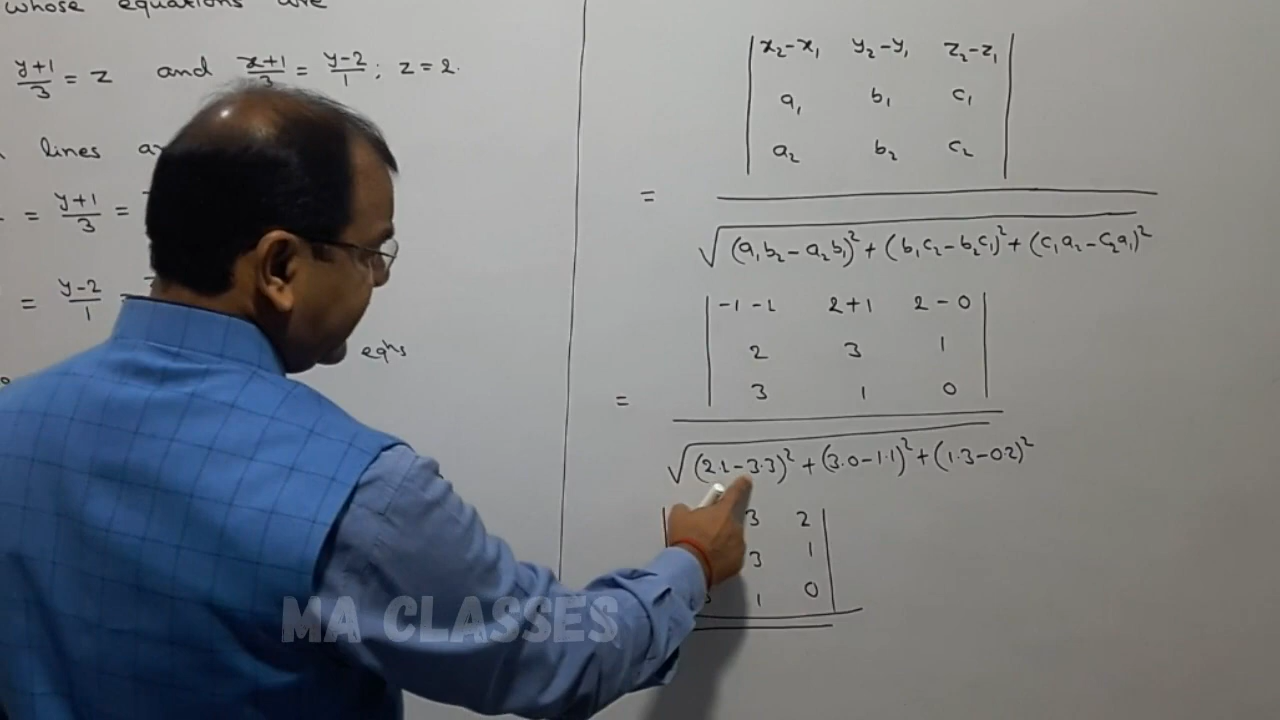 whose equations are
y+1/3 = z and x+1/3 = y-2/1 ; z = 2.
lines
= y+1/3 =
= y-2/1
eqns
| x₂-x₁ y₂-y₁ z₂-z₁ |
| a₁ b₁ c₁ |
| a₂ b₂ c₂ |
=
√(a₁b₂-a₂b₁)²+(b₁c₂-b₂c₁)²+(c₁a₂-c₂a₁)²
| -1-1 2+1 2-0 |
| 2 3 1 |
| 3 1 0 |
=
√(2.1-3.3)²+(3.0-1.1)²+(1.3-0.2)²
| 3 2 |
3 1 |
1 0 |
MA CLASSES